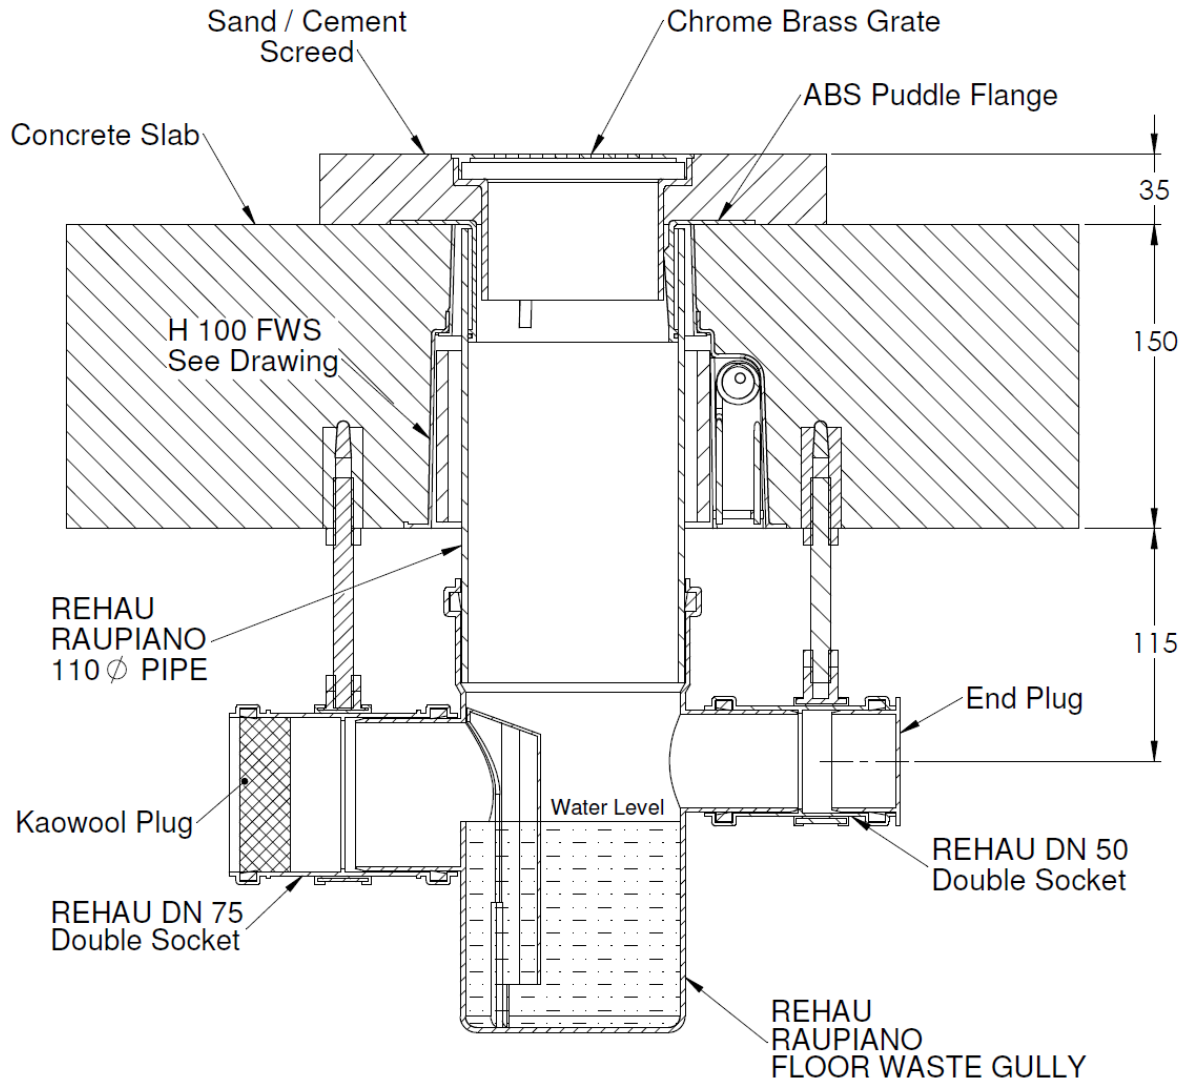 Sand / Cement
Screed
Chrome Brass Grate
ABS Puddle Flange
Concrete Slab
35
H 100 FWS
See Drawing
150
REHAU
RAUPIANO
110 ∅ PIPE
115
End Plug
Water Level
Kaowool Plug
REHAU DN 50
Double Socket
REHAU DN 75
Double Socket
REHAU
RAUPIANO
FLOOR WASTE GULLY